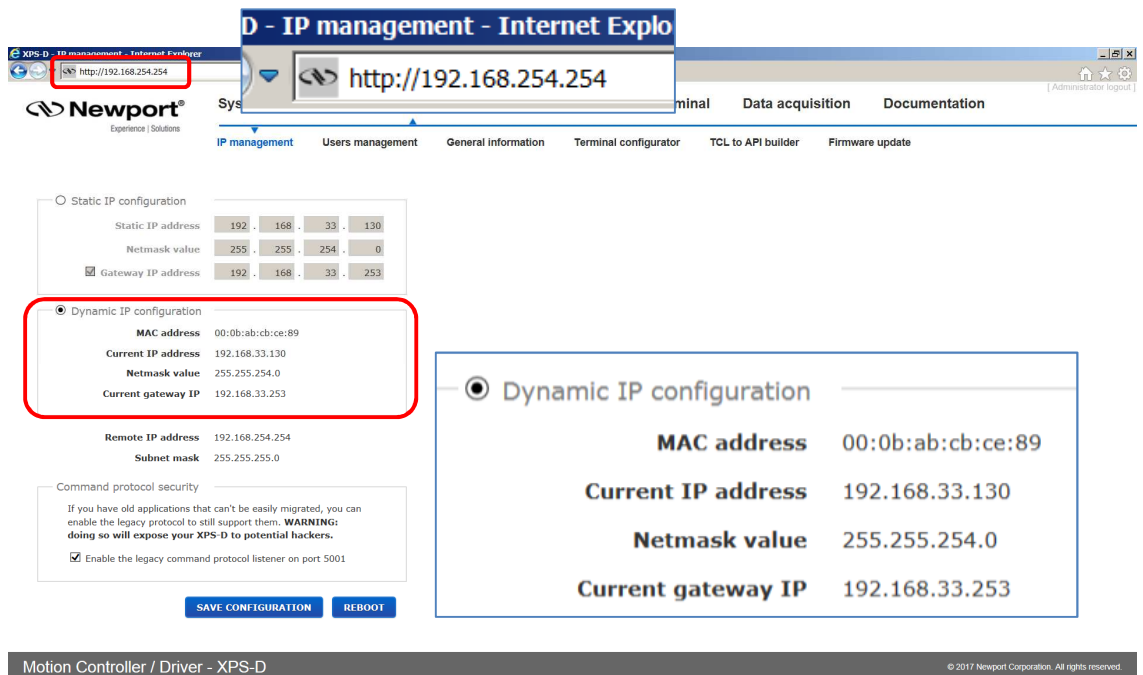 D - IP management - Internet Explo
http://192.168.254.254
XPS-D - IP management - Internet Explorer
http://192.168.254.254
[ Administrator logout ]
Newport®
Experience | Solutions
Sys minal Data acquisition Documentation
IP management Users management General information Terminal configurator TCL to API builder Firmware update
Static IP configuration
Static IP address 192 . 168 . 33 . 130
Netmask value 255 . 255 . 254 . 0
Gateway IP address 192 . 168 . 33 . 253
Dynamic IP configuration
MAC address 00:0b:ab:cb:ce:89
Current IP address 192.168.33.130
Netmask value 255.255.254.0
Current gateway IP 192.168.33.253
Remote IP address 192.168.254.254
Subnet mask 255.255.255.0
Command protocol security
If you have old applications that can't be easily migrated, you can
enable the legacy protocol to still support them. WARNING:
doing so will expose your XPS-D to potential hackers.
Enable the legacy command protocol listener on port 5001
SAVE CONFIGURATION REBOOT
Dynamic IP configuration
MAC address 00:0b:ab:cb:ce:89
Current IP address 192.168.33.130
Netmask value 255.255.254.0
Current gateway IP 192.168.33.253
Motion Controller / Driver - XPS-D
© 2017 Newport Corporation. All rights reserved.